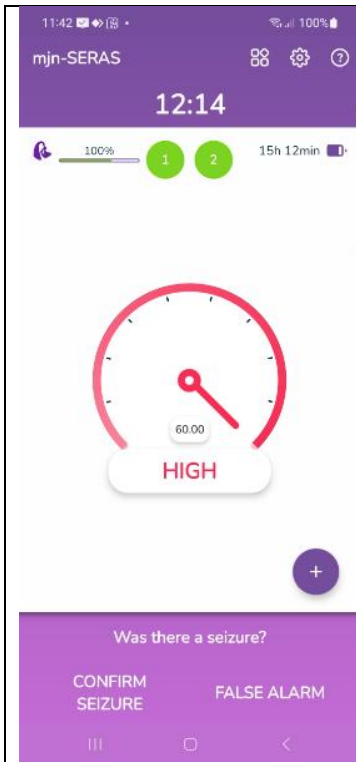 11:42
100%
mjn-SERAS
12:14
100%
1
2
15h 12min
60.00
HIGH
+
Was there a seizure?
CONFIRM
SEIZURE
FALSE ALARM